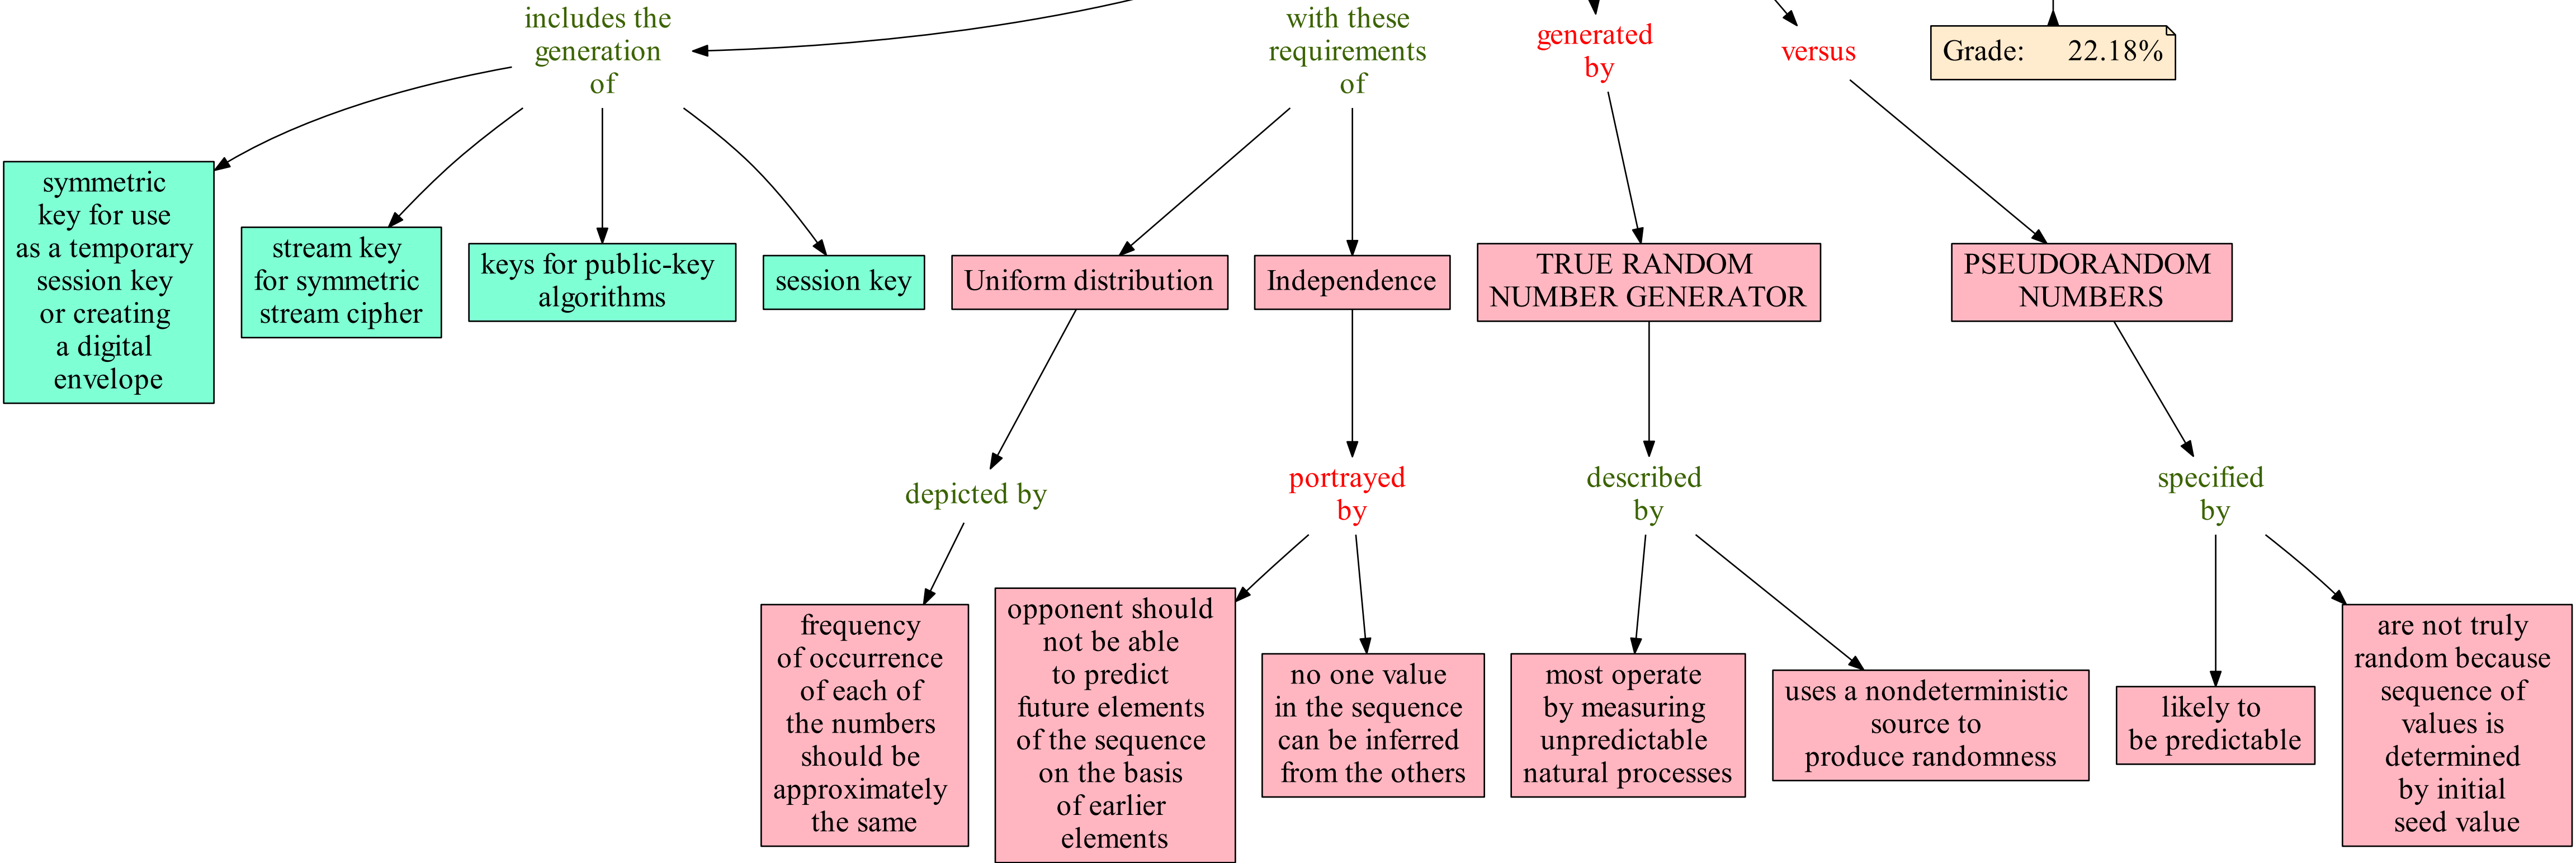 includes the
generation
of
with these
requirements
of
generated
by
versus
Grade: 22.18%
symmetric
key for use
as a temporary
session key
or creating
a digital
envelope
stream key
for symmetric
stream cipher
keys for public-key
algorithms
session key
Uniform distribution
Independence
TRUE RANDOM
NUMBER GENERATOR
PSEUDORANDOM
NUMBERS
depicted by
portrayed
by
described
by
specified
by
frequency
of occurrence
of each of
the numbers
should be
approximately
the same
opponent should
not be able
to predict
future elements
of the sequence
on the basis
of earlier
elements
no one value
in the sequence
can be inferred
from the others
most operate
by measuring
unpredictable
natural processes
uses a nondeterministic
source to
produce randomness
likely to
be predictable
are not truly
random because
sequence of
values is
determined
by initial
seed value